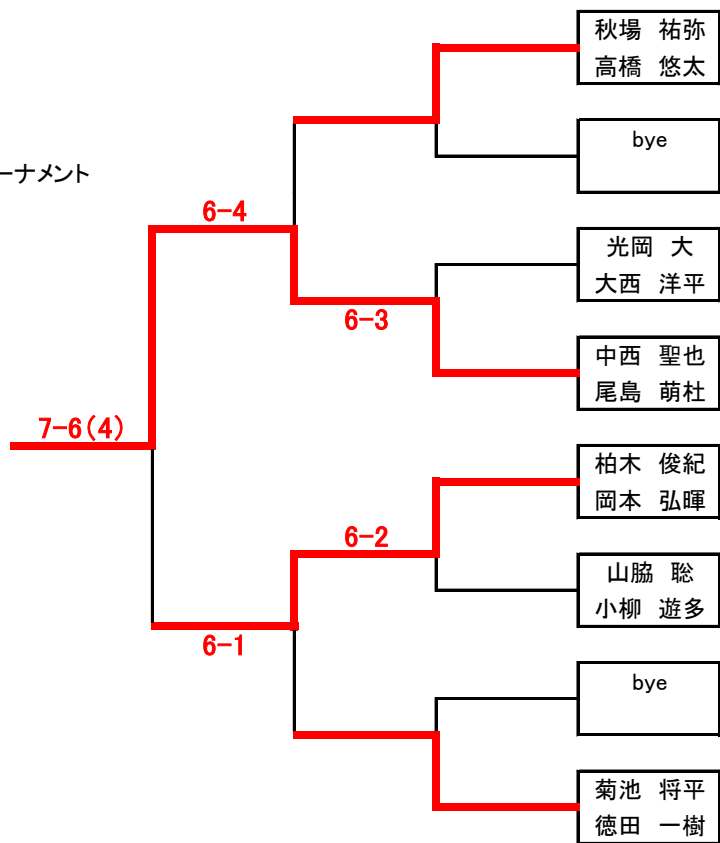 秋場 祐弥
高橋 悠太
bye
ーナメント
6-4
光岡 大
大西 洋平
6-3
中西 聖也
尾島 萌杜
7-6(4)
柏木 俊紀
岡本 弘暉
6-2
山脇 聡
小柳 遊多
6-1
bye
菊池 将平
徳田 一樹